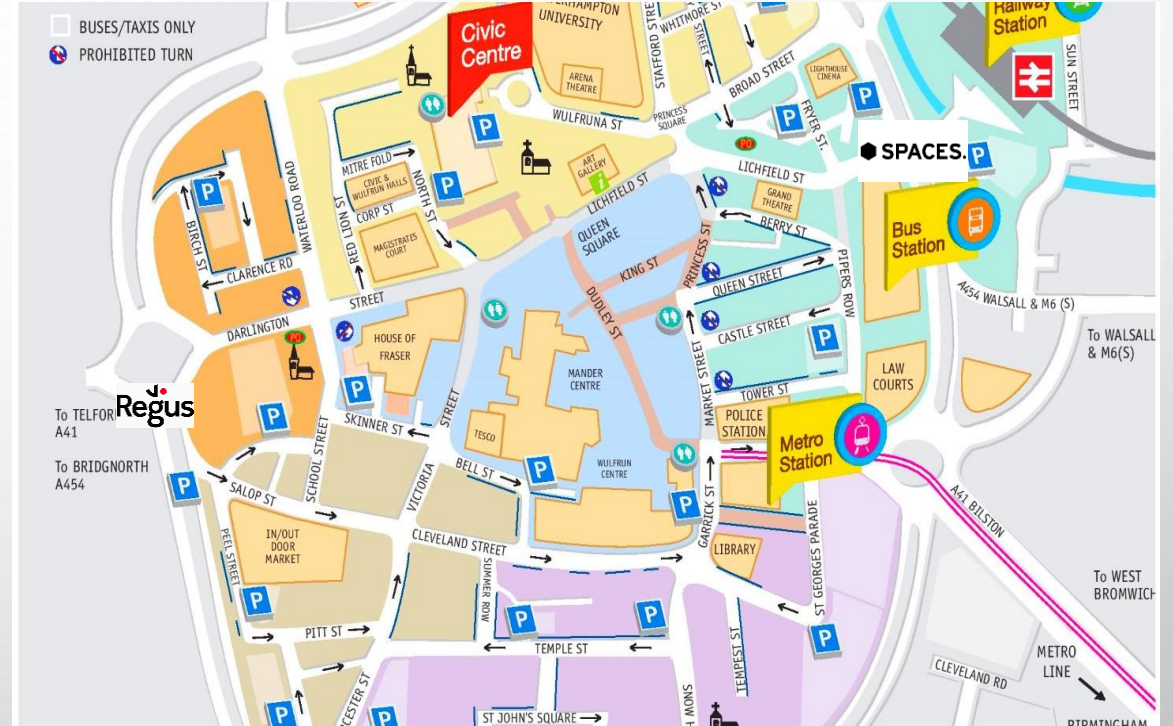 BUSES/TAXIS ONLY
PROHIBITED TURN
Civic
Centre
UNIVERSITY
ARENA
THEATRE
WHITMORE ST
STREET
BROAD STREET
LIGHTHOUSE
CINEMA
Railway
Station
SUN STREET
WULFRUNA ST
PRINCESS
SQUARE
FRYER ST.
P
P
P
PO
SPACES.
P
LICHFIELD ST
MITRE FOLD
CIVIC &
WULFRUN HALLS
NORTH ST
P
ART
GALLERY
i
LICHFIELD ST
GRAND
THEATRE
BERRY ST
Bus
Station
P
BIRCH ST
WATERLOO ROAD
RED LION ST
CORP ST
MAGISTRATES
COURT
QUEEN
SQUARE
KING ST
PRINCESS ST
QUEEN STREET
PIPERS ROW
CLARENCE RD
STREET
DARLINGTON
PO
HOUSE OF
FRASER
DUDLEY ST
CASTLE STREET
P
A454 WALSALL & M6 (S)
To WALSALL
& M6(S)
MANDER
CENTRE
MARKET STREET
TOWER ST
LAW
COURTS
Regus
A41
P
P
SKINNER ST
STREET
TESCO
POLICE
STATION
Metro
Station
To BRIDGNORTH
A454
P
SALOP ST
SCHOOL STREET
VICTORIA
BELL ST
P
WULFRUN
CENTRE
P
GARRICK ST
A41 BILSTON
PEEL STREET
IN/OUT
DOOR
MARKET
CLEVELAND STREET
SUMMER ROW
LIBRARY
ST GEORGES PARADE
To WEST
P
PITT ST
P
P
TEMPLE ST
TEMPEST ST
P
METRO
LINE
CLEVELAND RD
P
P
ST JOHN'S SQUARE
BIRMINGHAM